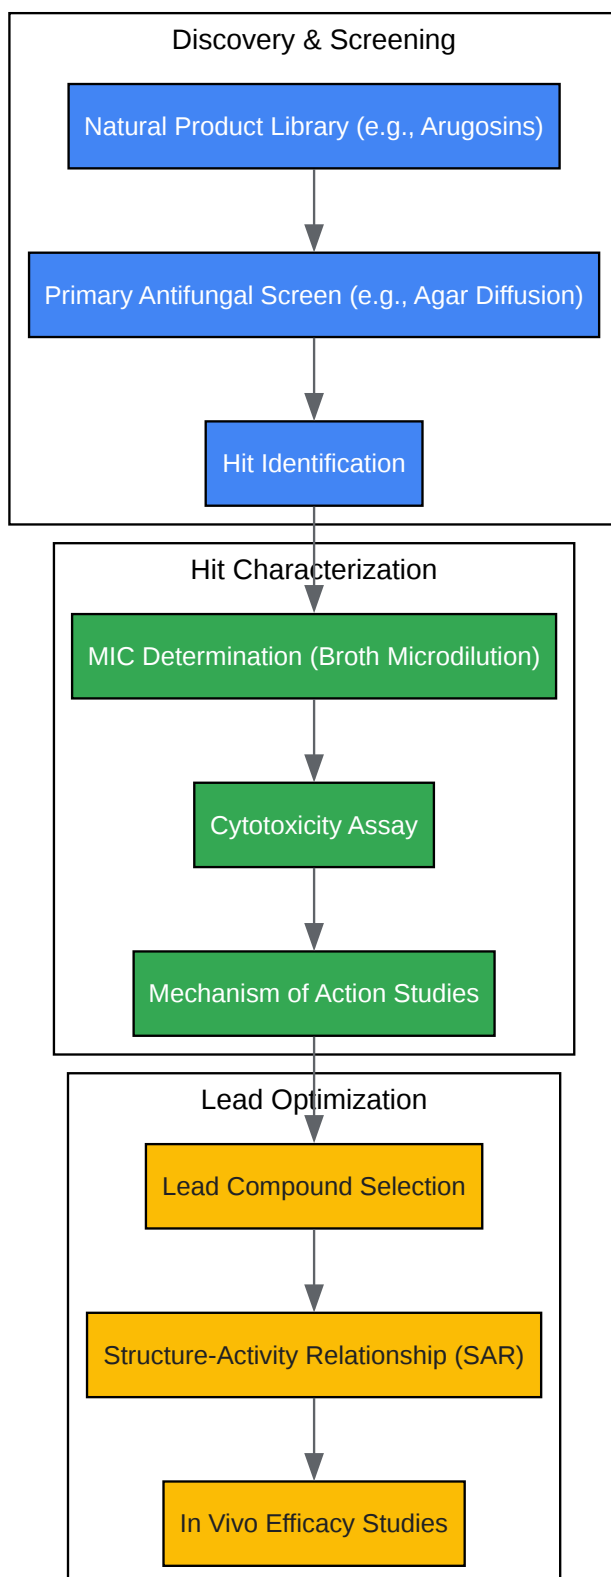 Discovery & Screening
Natural Product Library (e.g., Arugosins)
Primary Antifungal Screen (e.g., Agar Diffusion)
Hit Identification
Hit Characterization
MIC Determination (Broth Microdilution)
Cytotoxicity Assay
Mechanism of Action Studies
Lead Optimization
Lead Compound Selection
Structure-Activity Relationship (SAR)
In Vivo Efficacy Studies